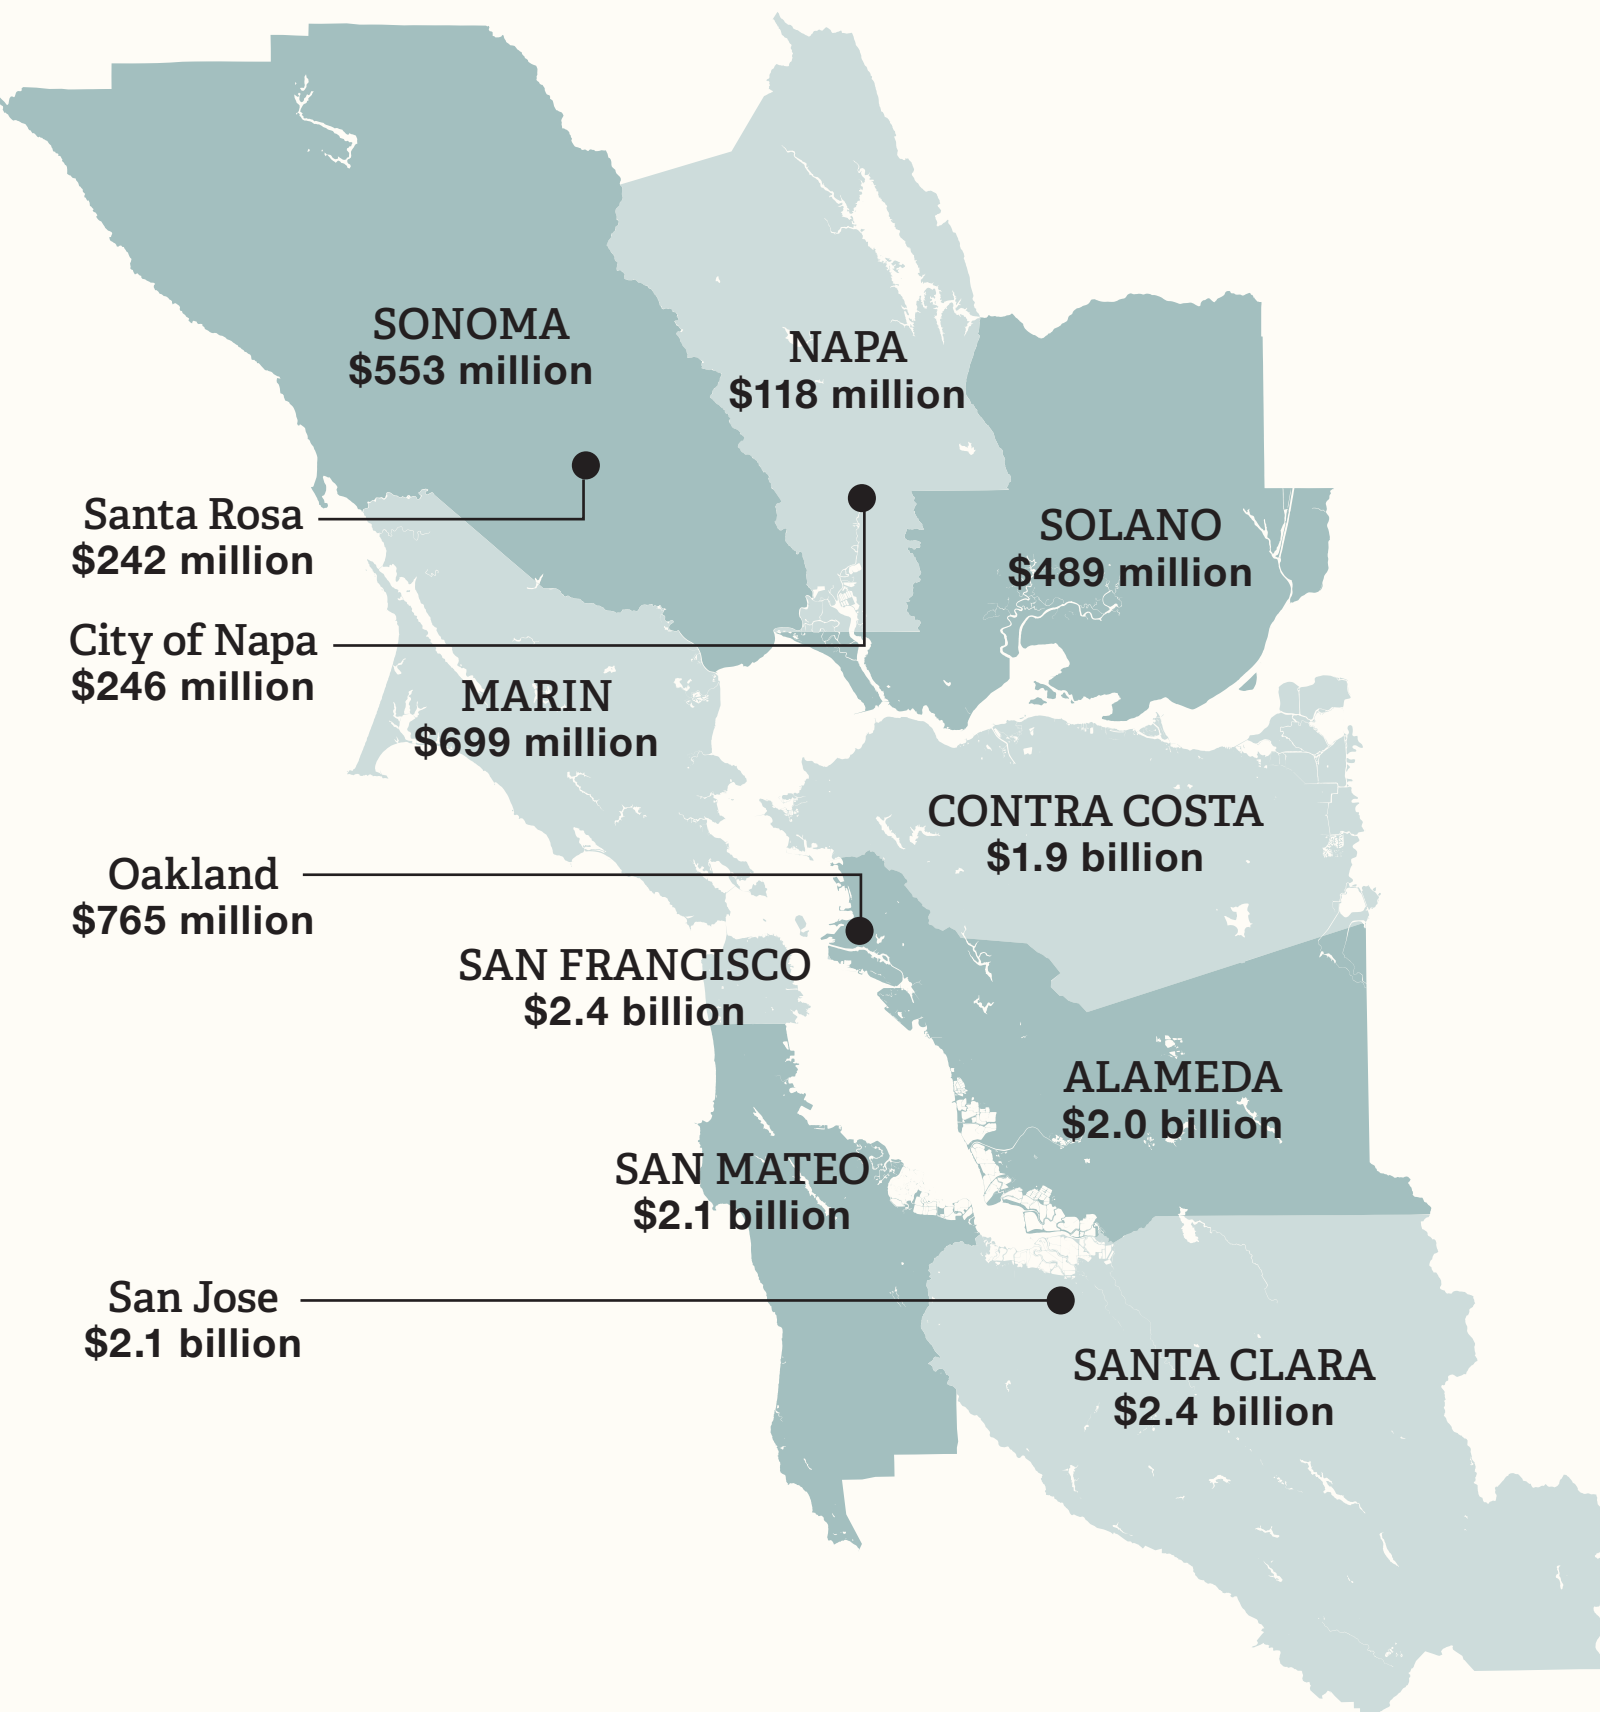 SONOMA
$553 million
NAPA
$118 million
Santa Rosa
$242 million
SOLANO
$489 million
City of Napa
$246 million
MARIN
$699 million
CONTRA COSTA
$1.9 billion
Oakland
$765 million
SAN FRANCISCO
$2.4 billion
ALAMEDA
$2.0 billion
SAN MATEO
$2.1 billion
San Jose
$2.1 billion
SANTA CLARA
$2.4 billion